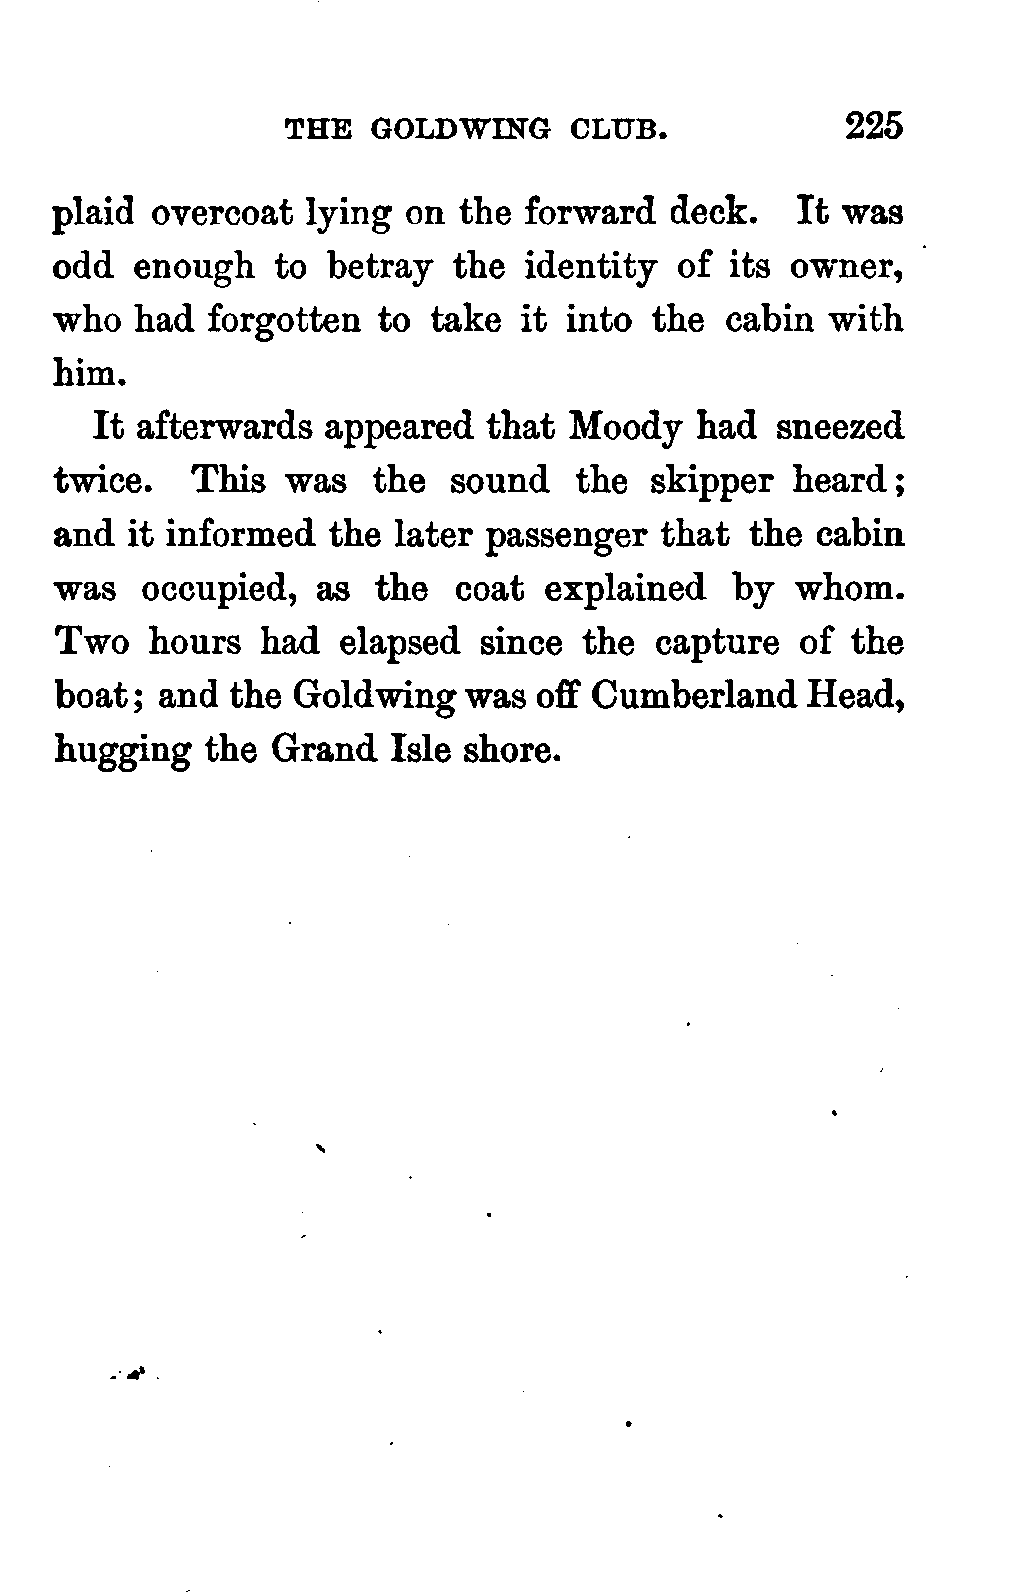 THE GOLDWING CLUB. 225
plaid overcoat lying on the forward deck. It was
odd enough to betray the identity of its owner,
who had forgotten to take it into the cabin with
him.
It afterwards appeared that Moody had sneezed
twice. This was the sound the skipper heard;
and it informed the later passenger that the cabin
was occupied, as the coat explained by whom.
Two hours had elapsed since the capture of the
boat; and the Goldwing was off Cumberland Head,
hugging the Grand Isle shore.